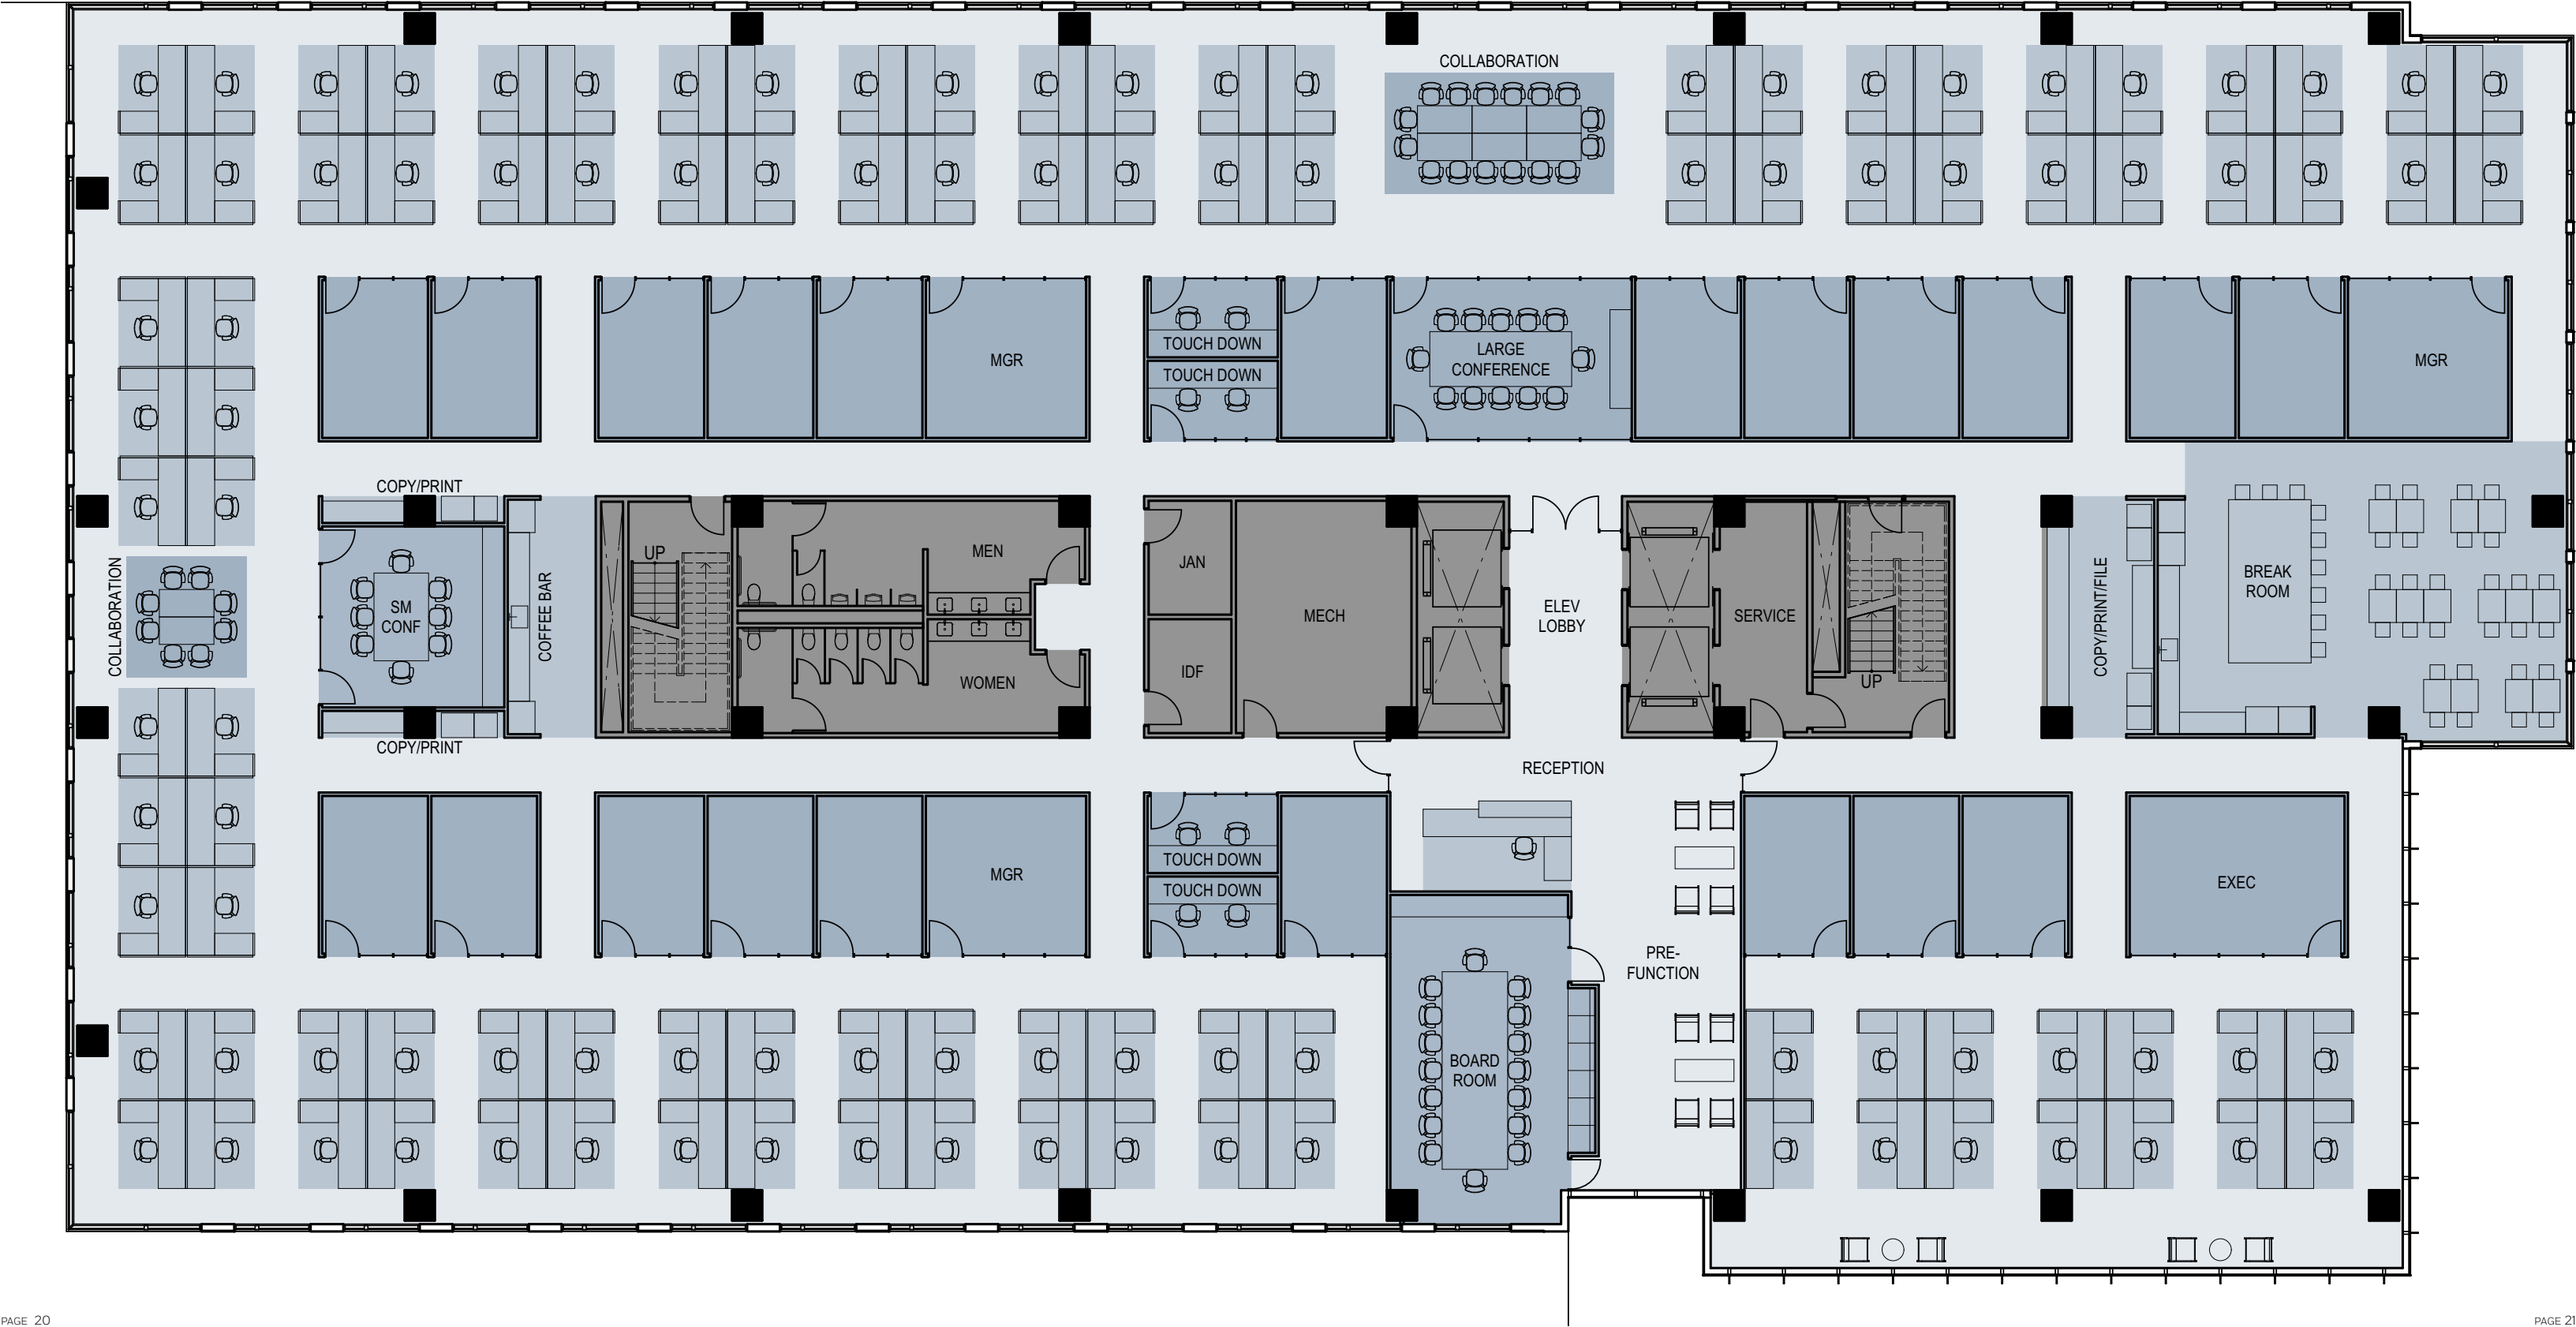 COLLABORATION
TOUCH DOWN
TOUCH DOWN
LARGE
CONFERENCE
MGR
MGR
COPY/PRINT
UP
MEN
JAN
MECH
ELEV
LOBBY
SERVICE
UP
COPY/PRINT/FILE
BREAK
ROOM
COLLABORATION
SM
CONF
COFFEE BAR
WOMEN
IDF
COPY/PRINT
RECEPTION
TOUCH DOWN
TOUCH DOWN
MGR
EXEC
PRE-
FUNCTION
BOARD
ROOM
PAGE 20
PAGE 21